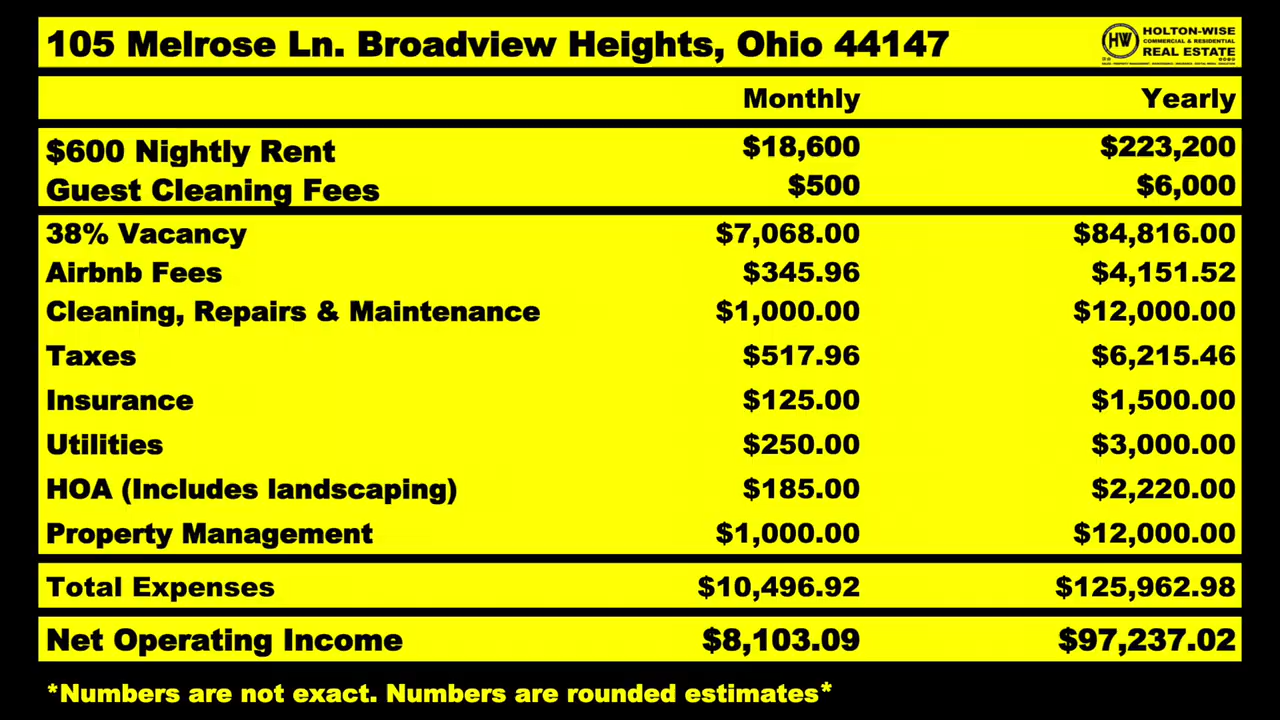 105 Melrose Ln. Broadview Heights, Ohio 44147
HW
HOLTON-WISE
COMMERCIAL & RESIDENTIAL
REAL ESTATE
Monthly Yearly
$600 Nightly Rent $18,600 $223,200
Guest Cleaning Fees $500 $6,000
38% Vacancy $7,068.00 $84,816.00
Airbnb Fees $345.96 $4,151.52
Cleaning, Repairs & Maintenance $1,000.00 $12,000.00
Taxes $517.96 $6,215.46
Insurance $125.00 $1,500.00
Utilities $250.00 $3,000.00
HOA (Includes landscaping) $185.00 $2,220.00
Property Management $1,000.00 $12,000.00
Total Expenses $10,496.92 $125,962.98
Net Operating Income $8,103.09 $97,237.02
*Numbers are not exact. Numbers are rounded estimates*